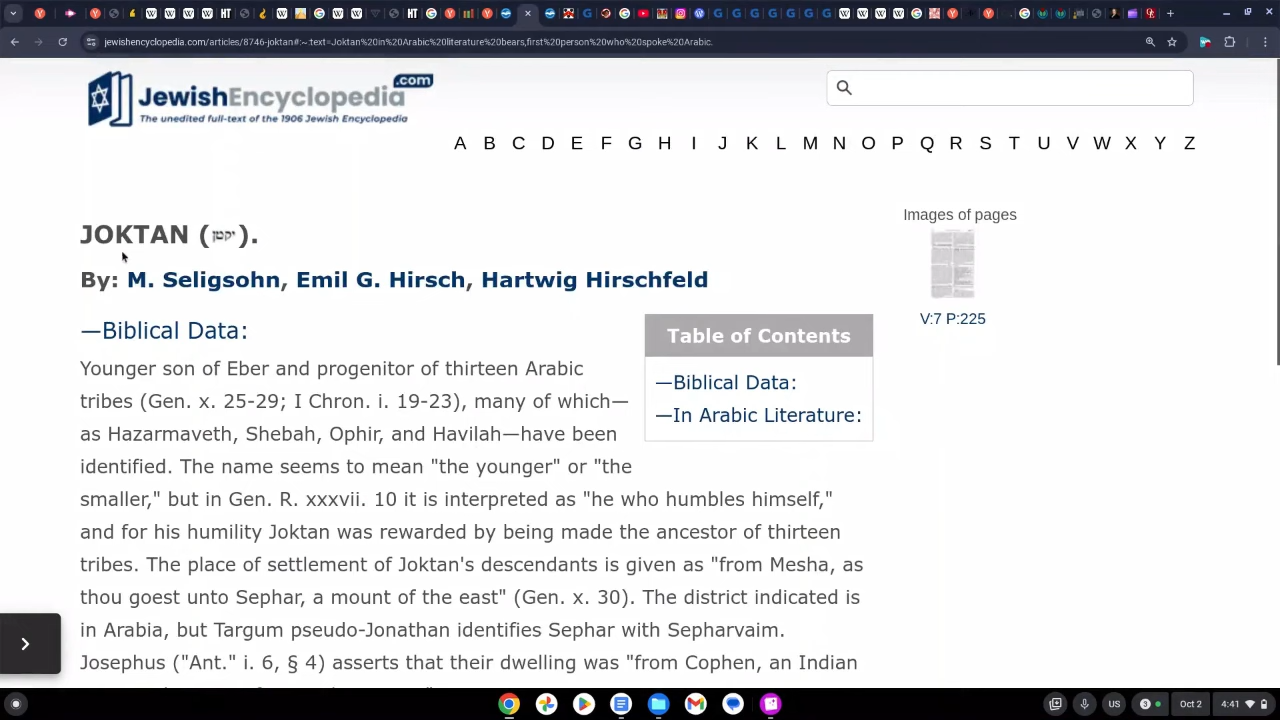 jewishencyclopedia.com/articles/8746-joktan#:~:text=Joktan%20in%20Arabic%20literature%20bears,first%20person%20who%20spoke%20Arabic.
JewishEncyclopedia .com
The unedited full-text of the 1906 Jewish Encyclopedia
A B C D E F G H I J K L M N O P Q R S T U V W X Y Z
JOKTAN (יקטן).
Images of pages
V:7 P:225
By: M. Seligsohn, Emil G. Hirsch, Hartwig Hirschfeld
—Biblical Data:
Table of Contents
—Biblical Data:
—In Arabic Literature:
Younger son of Eber and progenitor of thirteen Arabic
tribes (Gen. x. 25-29; I Chron. i. 19-23), many of which—
as Hazarmaveth, Shebah, Ophir, and Havilah—have been
identified. The name seems to mean "the younger" or "the
smaller," but in Gen. R. xxxvii. 10 it is interpreted as "he who humbles himself,"
and for his humility Joktan was rewarded by being made the ancestor of thirteen
tribes. The place of settlement of Joktan's descendants is given as "from Mesha, as
thou goest unto Sephar, a mount of the east" (Gen. x. 30). The district indicated is
in Arabia, but Targum pseudo-Jonathan identifies Sephar with Sepharvaim.
Josephus ("Ant." i. 6, § 4) asserts that their dwelling was "from Cophen, an Indian
US 3 Oct 2 4:41